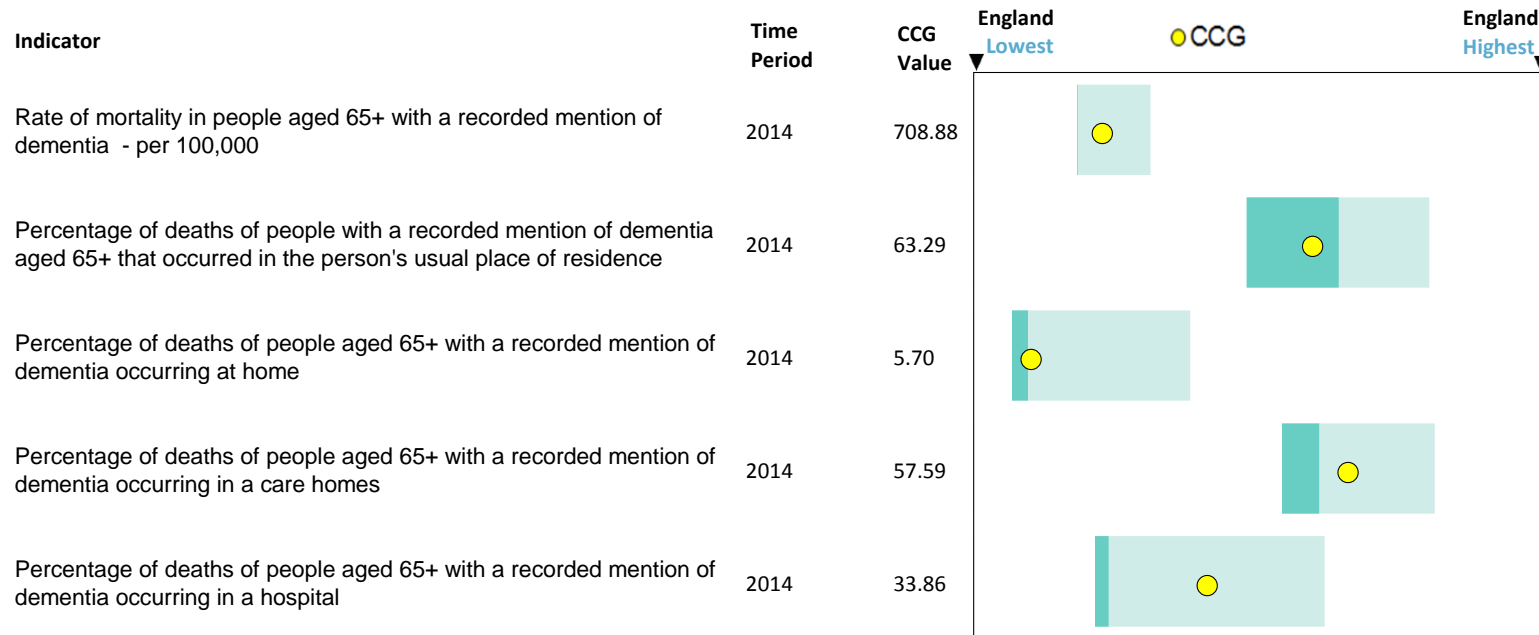 Indicator
Time Period
CCG Value
England Lowest
CCG
England Highest
Rate of mortality in people aged 65+ with a recorded mention of
dementia - per 100,000
2014
708.88
Percentage of deaths of people with a recorded mention of dementia
aged 65+ that occurred in the person's usual place of residence
2014
63.29
Percentage of deaths of people aged 65+ with a recorded mention of
dementia occurring at home
2014
5.70
Percentage of deaths of people aged 65+ with a recorded mention of
dementia occurring in a care homes
2014
57.59
Percentage of deaths of people aged 65+ with a recorded mention of
dementia occurring in a hospital
2014
33.86